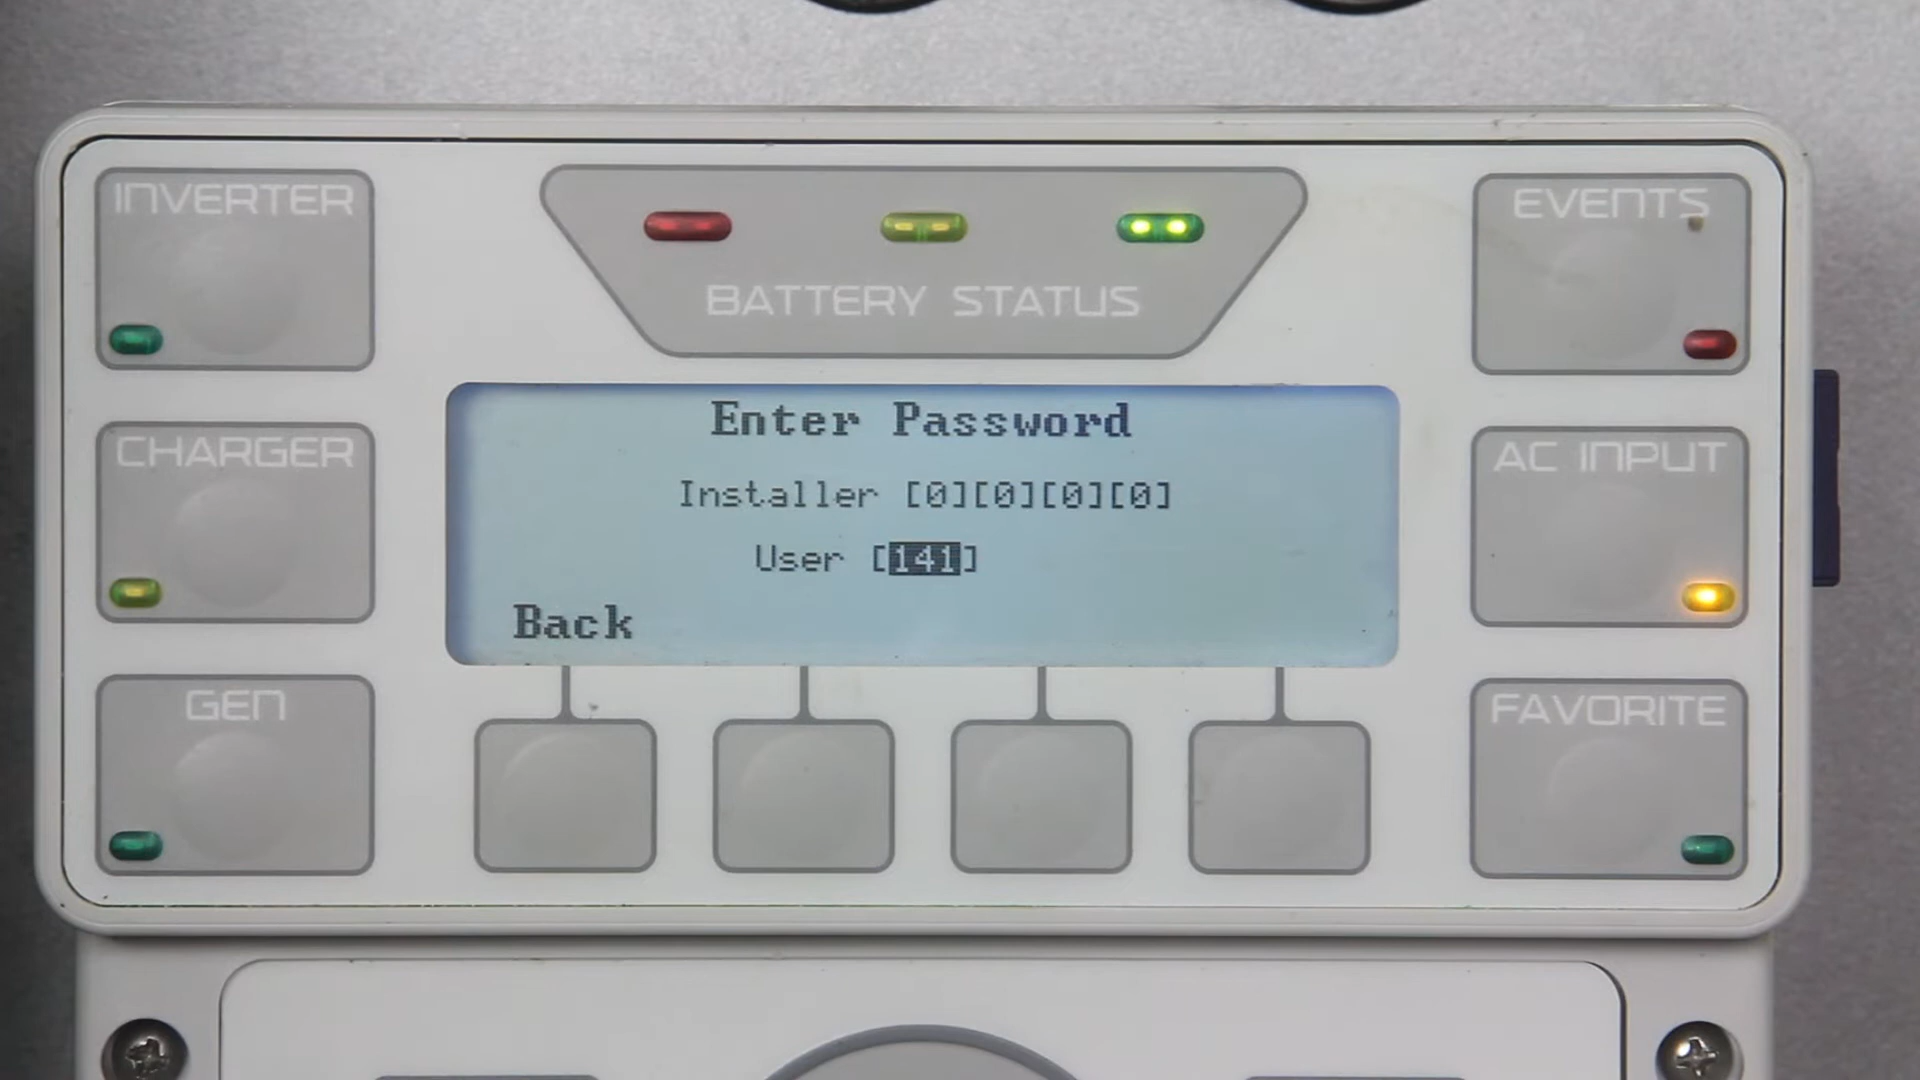 INVERTER
BATTERY STATUS
EVENTS
CHARGER
Enter Password
Installer [0][0][0][0]
User [141]
Back
AC INPUT
GEN
FAVORITE